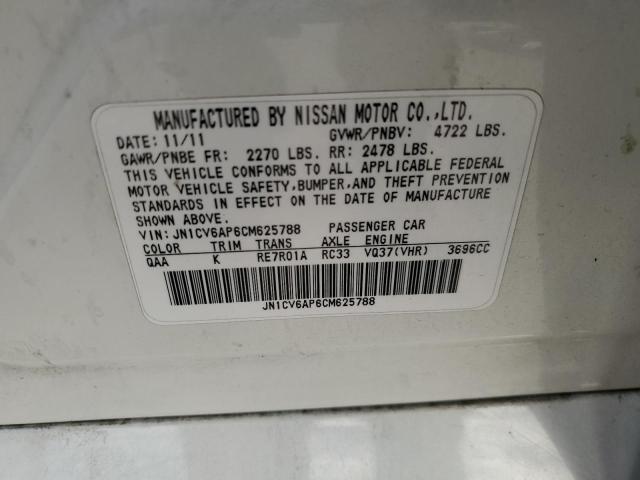 MANUFACTURED BY NISSAN MOTOR CO.,LTD.
DATE: 11/11 GVWR/PNBV: 4722 LBS.
GAWR/PNBE FR: 2270 LBS. RR: 2478 LBS.
THIS VEHICLE CONFORMS TO ALL APPLICABLE FEDERAL
MOTOR VEHICLE SAFETY,BUMPER,AND THEFT PREVENTION
STANDARDS IN EFFECT ON THE DATE OF MANUFACTURE
SHOWN ABOVE.
VIN: JN1CV6AP6CM625788 PASSENGER CAR
COLOR TRIM TRANS AXLE ENGINE
QAA K RE7R01A RC33 VQ37(VHR) 3696CC
JN1CV6AP6CM625788